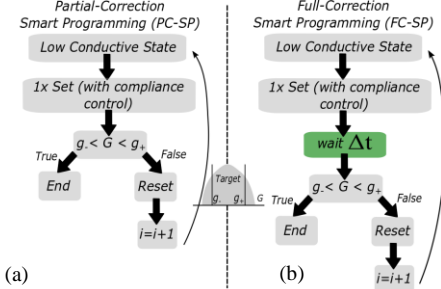 Partial-Correction
Smart Programming (PC-SP)
Low Conductive State
1x Set (with compliance
control)
g-< G < g+
True
False
End
Reset
i=i+1
(a)
Target
g-
g+
G
Full-Correction
Smart Programming (FC-SP)
Low Conductive State
1x Set (with compliance
control)
wait Δt
g-< G < g+
True
False
End
Reset
i=i+1
(b)